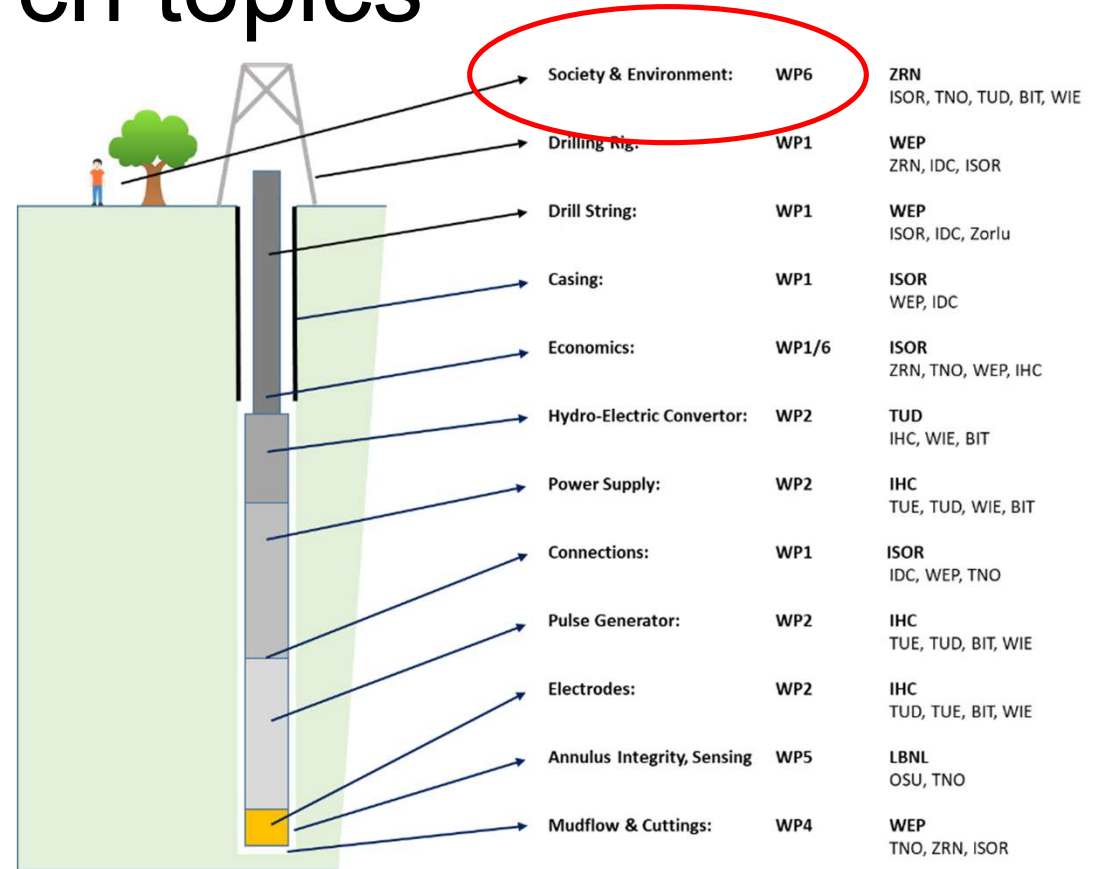 en topics
Society & Environment: WP6 ZRN
ISOR, TNO, TUD, BIT, WIE
Drilling Rig: WP1 WEP
ZRN, IDC, ISOR
Drill String: WP1 WEP
ISOR, IDC, Zorlu
Casing: WP1 ISOR
WEP, IDC
Economics: WP1/6 ISOR
ZRN, TNO, WEP, IHC
Hydro-Electric Convertor: WP2 TUD
IHC, WIE, BIT
Power Supply: WP2 IHC
TUE, TUD, WIE, BIT
Connections: WP1 ISOR
IDC, WEP, TNO
Pulse Generator: WP2 IHC
TUE, TUD, BIT, WIE
Electrodes: WP2 IHC
TUD, TUE, BIT, WIE
Annulus Integrity, Sensing WP5 LBNL
OSU, TNO
Mudflow & Cuttings: WP4 WEP
TNO, ZRN, ISOR